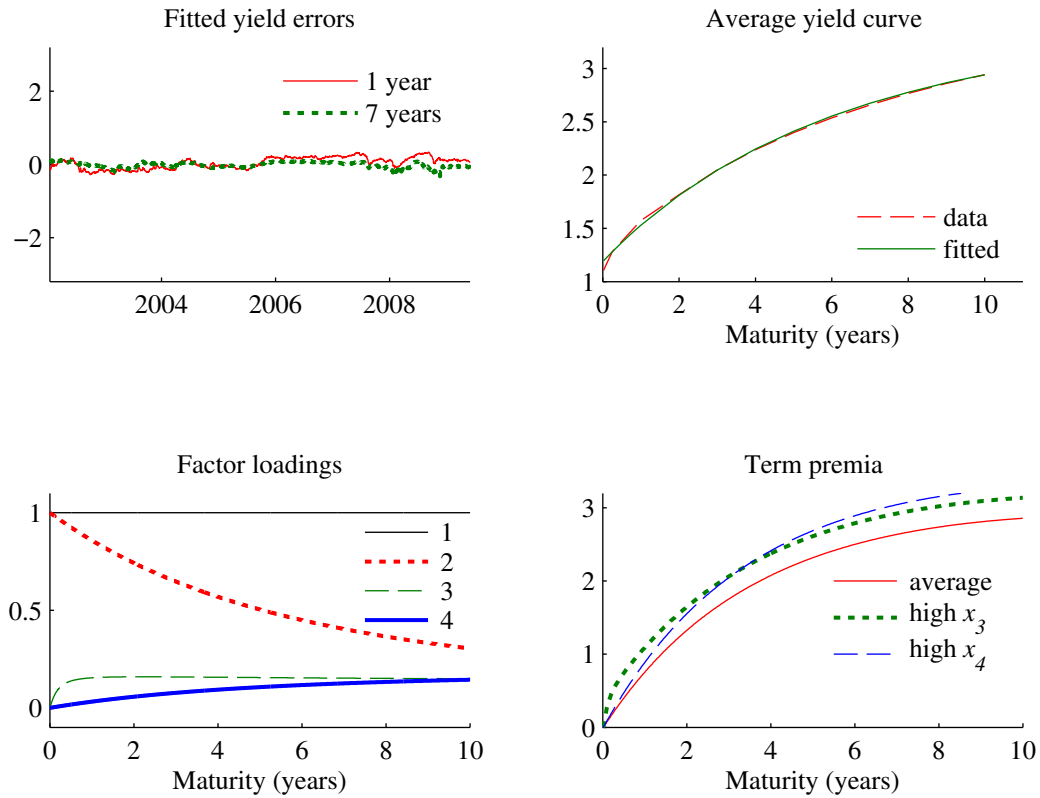 Fitted yield errors
2
0
−2
1 year
7 years
2004
2006
2008
Average yield curve
3
2.5
2
1.5
1
data
fitted
0
2
4
6
8
10
Maturity (years)
Factor loadings
1
0.5
0
1
2
3
4
0
2
4
6
8
10
Maturity (years)
Term premia
3
2
1
0
average
high x_3
high x_4
0
2
4
6
8
10
Maturity (years)